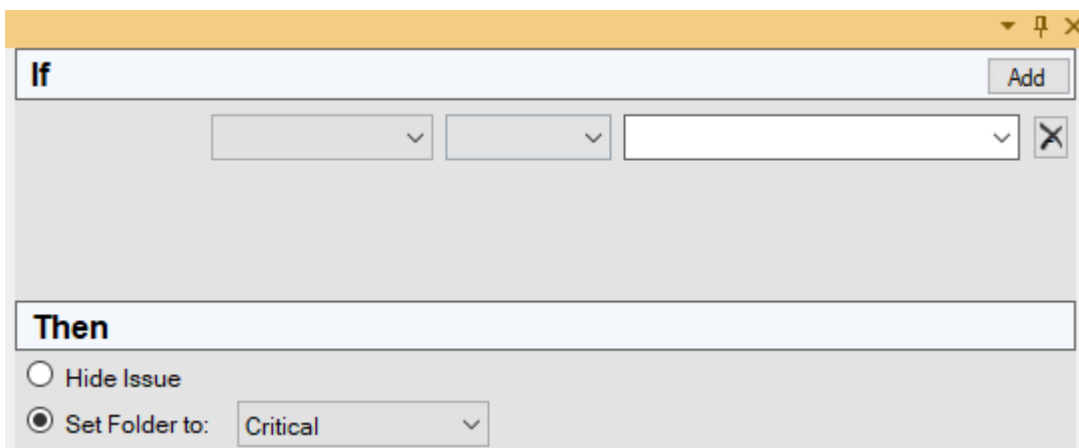 If
Add
Then
Hide Issue
Set Folder to: Critical